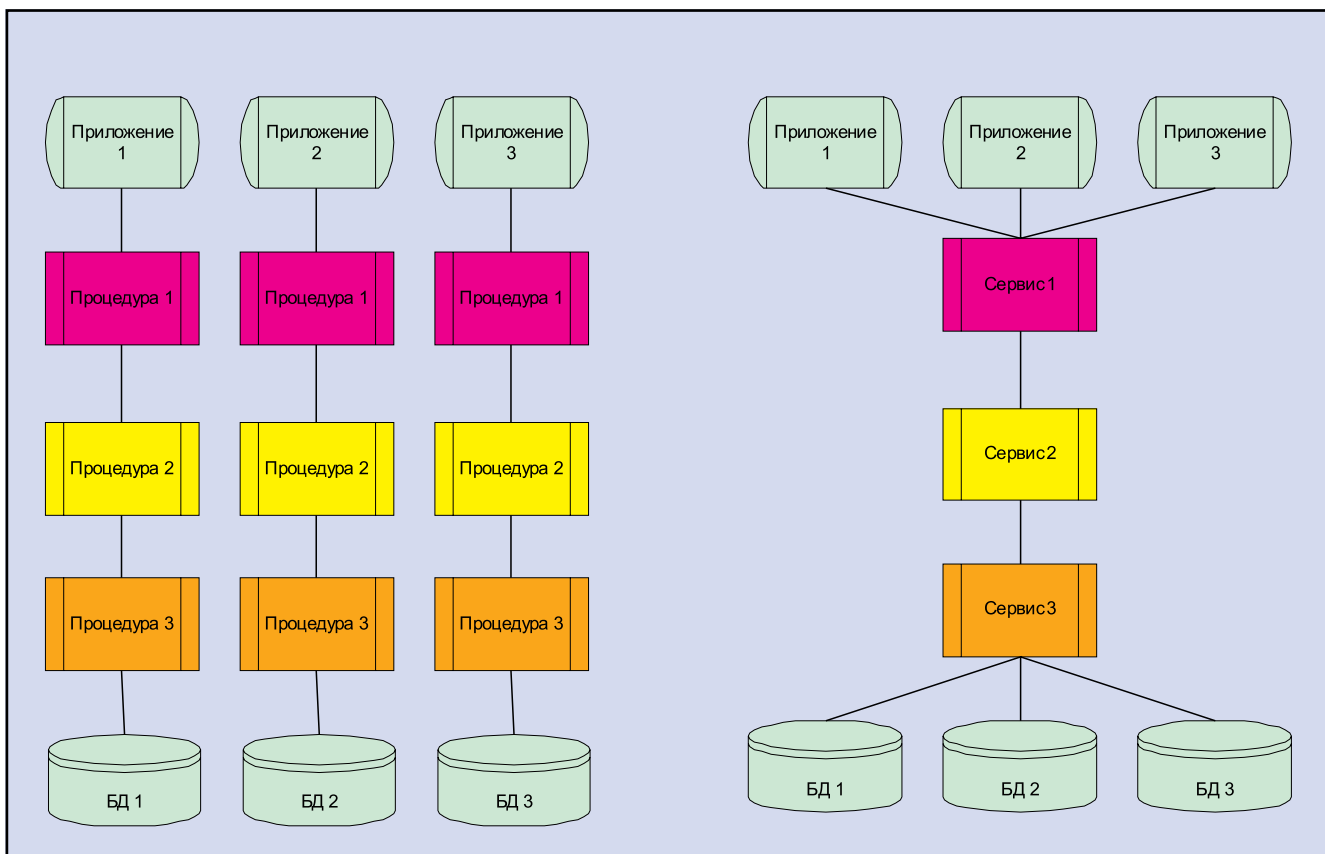 Приложение
1
Приложение
2
Приложение
3
Процедура 1
Процедура 1
Процедура 1
Процедура 2
Процедура 2
Процедура 2
Процедура 3
Процедура 3
Процедура 3
БД 1
БД 2
БД 3
Приложение
1
Приложение
2
Приложение
3
Сервис1
Сервис2
Сервис3
БД 1
БД 2
БД 3